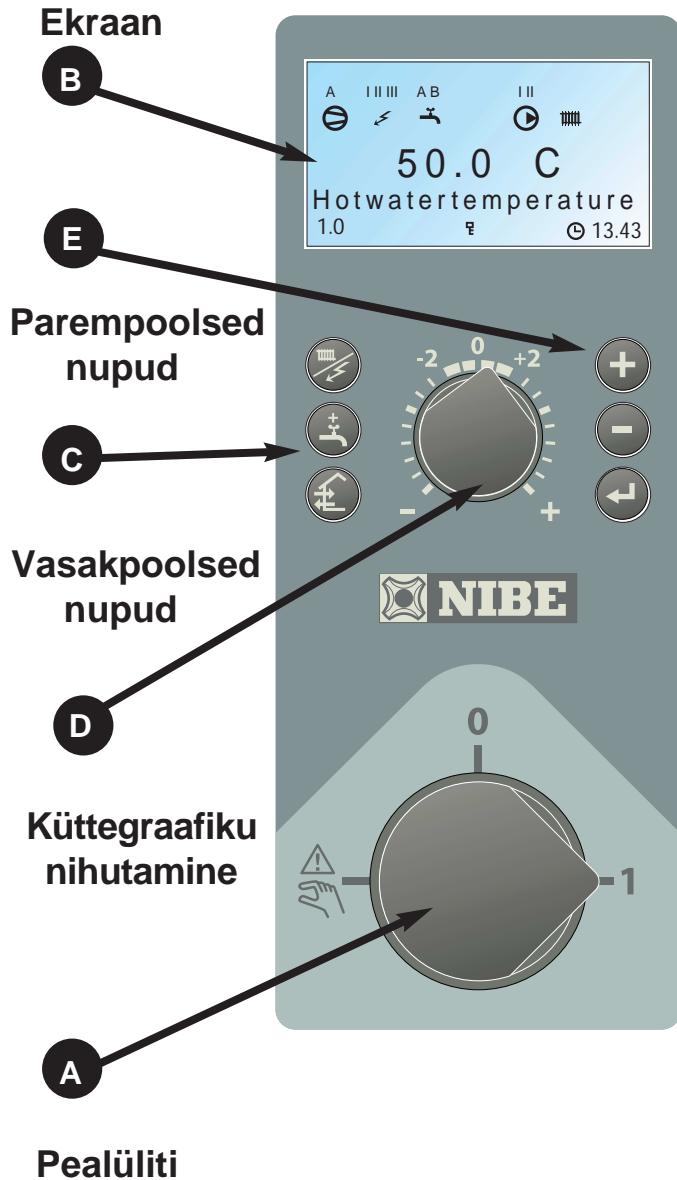 Ekraan
B
A I II III A B I II
50.0 C
Hotwatertemperature
1.0 13.43
E
Parempoolsed
nupud
-2 0 +2
+
-
C
- +
Vasakpoolsed
nupud
NIBE
D
0
Küttegraafiku
nihutamine
1
A
Pealüliti